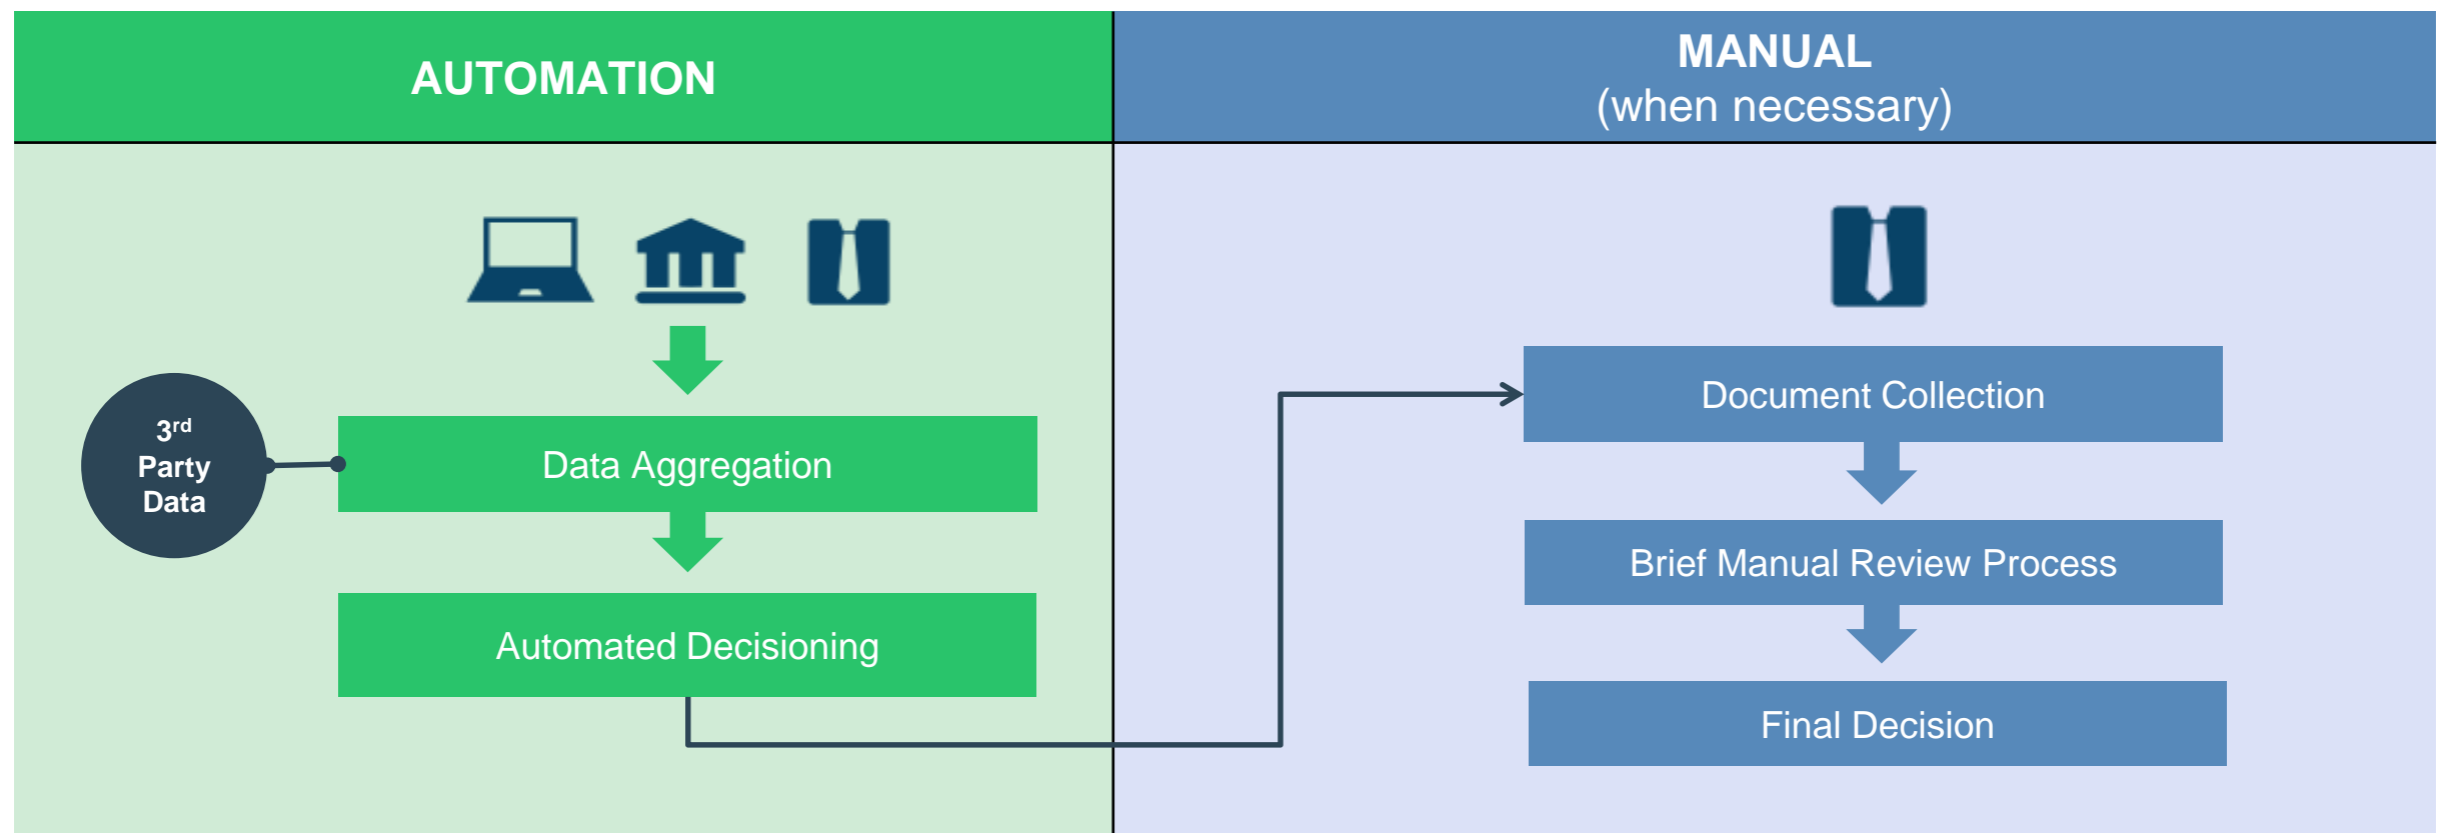 AUTOMATION
MANUAL
(when necessary)
3rd
Party
Data
Data Aggregation
Automated Decisioning
Document Collection
Brief Manual Review Process
Final Decision